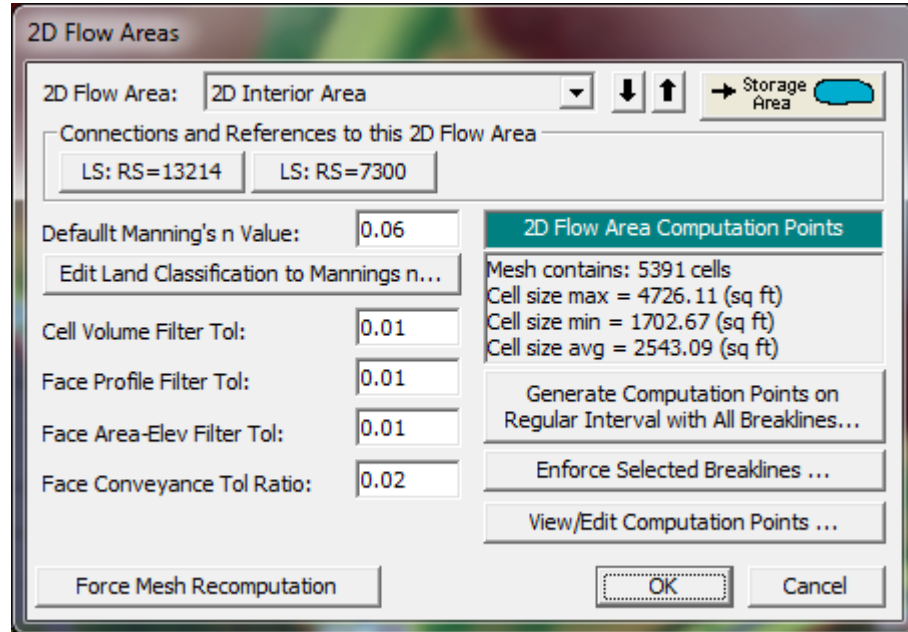 2D Flow Areas
2D Flow Area: 2D Interior Area
Storage
Area
Connections and References to this 2D Flow Area
LS: RS=13214 LS: RS=7300
Defaullt Manning's n Value: 0.06
2D Flow Area Computation Points
Edit Land Classification to Mannings n...
Mesh contains: 5391 cells
Cell size max = 4726.11 (sq ft)
Cell size min = 1702.67 (sq ft)
Cell size avg = 2543.09 (sq ft)
Cell Volume Filter Tol: 0.01
Face Profile Filter Tol: 0.01
Face Area-Elev Filter Tol: 0.01
Face Conveyance Tol Ratio: 0.02
Generate Computation Points on
Regular Interval with All Breaklines...
Enforce Selected Breaklines ...
View/Edit Computation Points ...
Force Mesh Recomputation OK Cancel